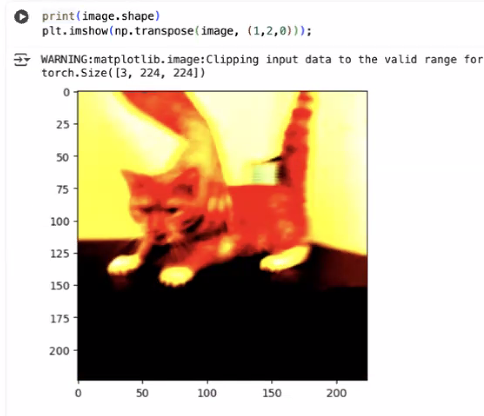 print(image.shape)
plt.imshow(np.transpose(image, (1,2,0)));
WARNING:matplotlib.image:Clipping input data to the valid range for
torch.Size([3, 224, 224])
0
25
50
75
100
125
150
175
200
0 50 100 150 200